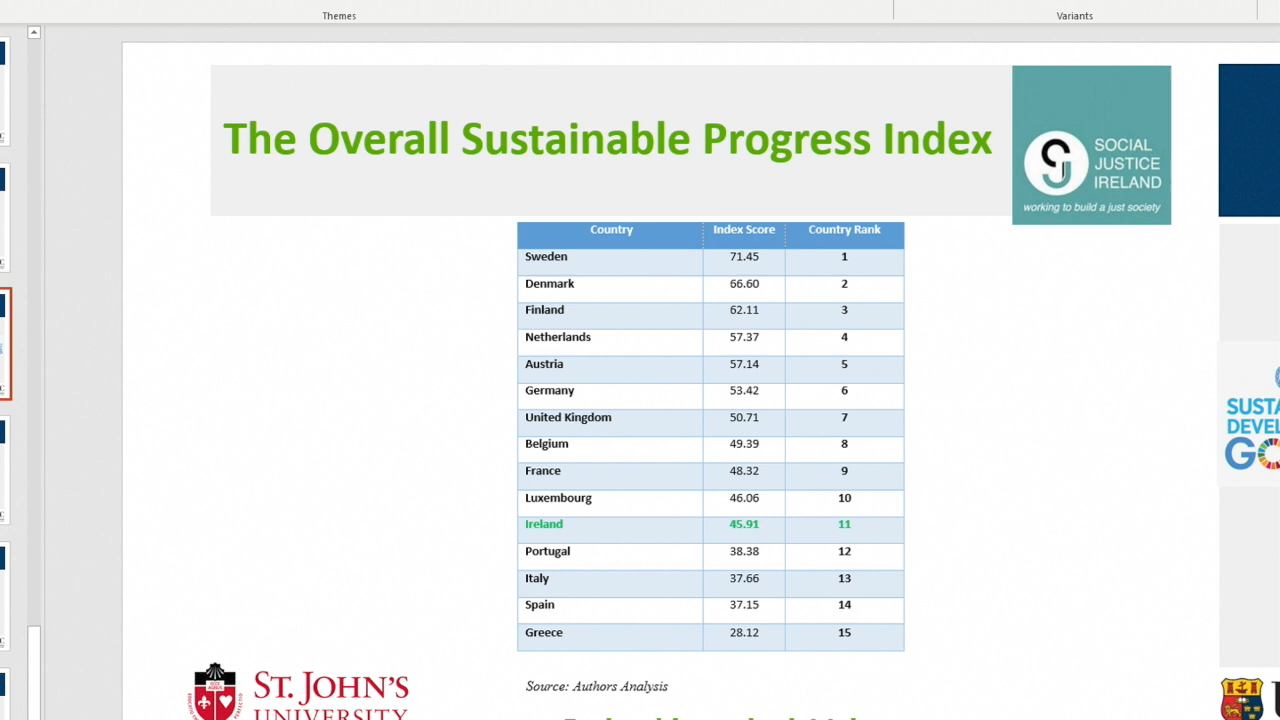 Themes
Variants
The Overall Sustainable Progress Index
SOCIAL
JUSTICE
IRELAND
working to build a just society
Country Index Score Country Rank
Sweden 71.45 1
Denmark 66.60 2
Finland 62.11 3
Netherlands 57.37 4
Austria 57.14 5
Germany 53.42 6
United Kingdom 50.71 7
Belgium 49.39 8
France 48.32 9
Luxembourg 46.06 10
Ireland 45.91 11
Portugal 38.38 12
Italy 37.66 13
Spain 37.15 14
Greece 28.12 15
Source: Authors Analysis
ST. JOHN'S
UNIVERSITY
SUSTA
DEVEL
GO